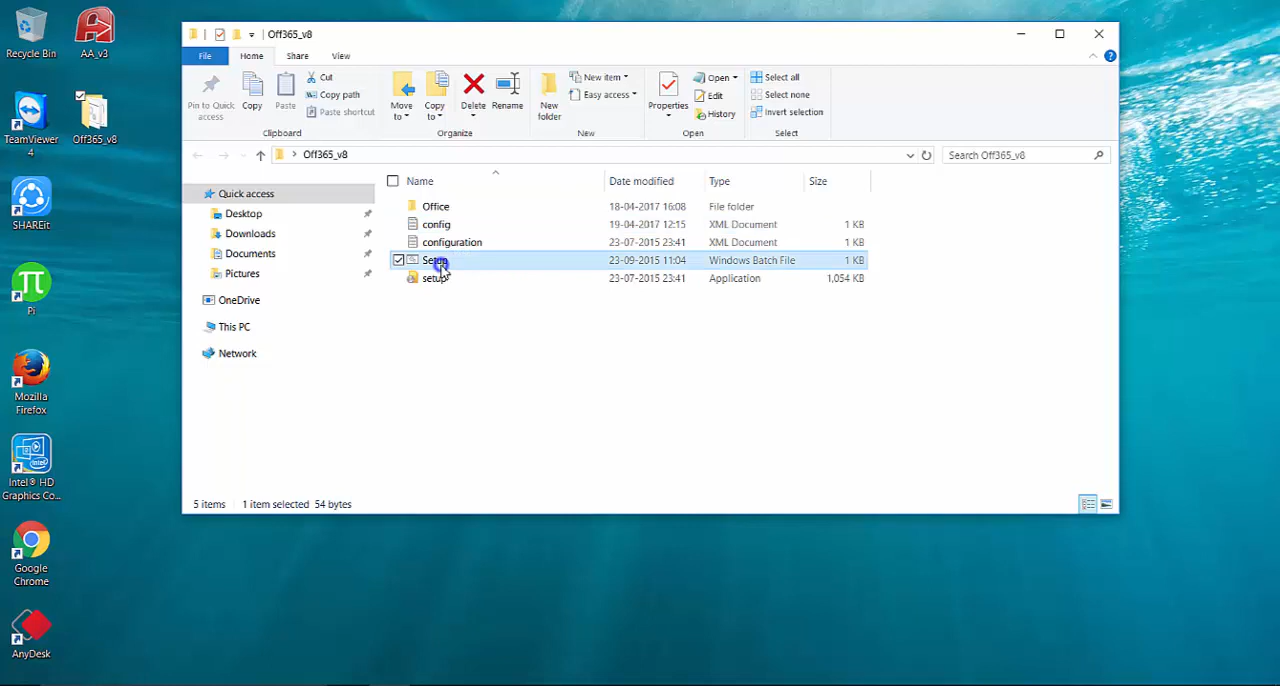 Off365_v8
File
Home
Share
View
Pin to Quick
access
Copy
Paste
Cut
Copy path
Paste shortcut
Clipboard
Move
to
Copy
to
Delete
Rename
Organize
New
folder
New item
Easy access
New
Properties
Open
Edit
History
Open
Select all
Select none
Invert selection
Select
Off365_v8
Search Off365_v8
Name
Date modified
Type
Size
Quick access
Desktop
Downloads
Documents
Pictures
OneDrive
This PC
Network
Office 18-04-2017 16:08 File folder
config 19-04-2017 12:15 XML Document 1 KB
configuration 23-07-2015 23:41 XML Document 1 KB
Setup 23-09-2015 11:04 Windows Batch File 1 KB
setup 23-07-2015 23:41 Application 1,054 KB
5 items 1 item selected 54 bytes
Recycle Bin
AA_v3
TeamViewer
4
Off365_v8
SHAREit
Pi
Mozilla
Firefox
Intel® HD
Graphics Co...
Google
Chrome
AnyDesk